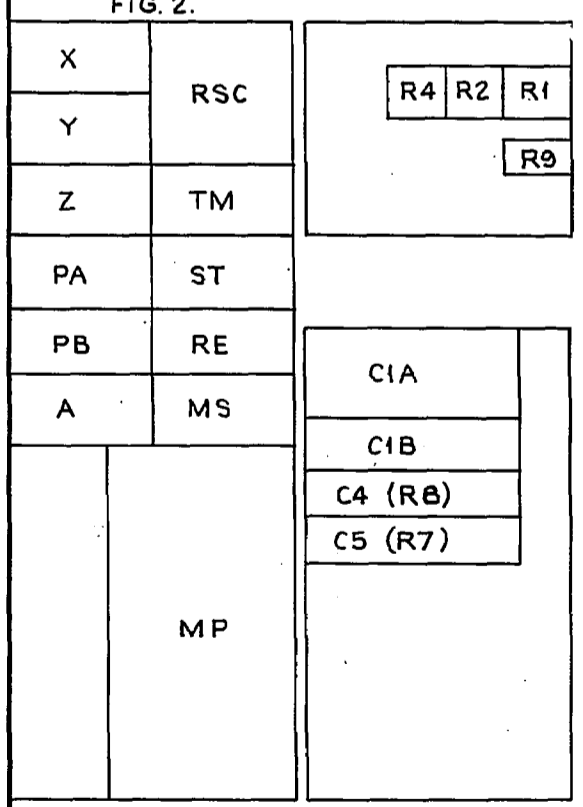 FIG. 2.
X
RSC
Y
Z
TM
PA
ST
PB
RE
A
MS
MP
R4 R2 R1
R9
C1A
C1B
C4 (R8)
C5 (R7)